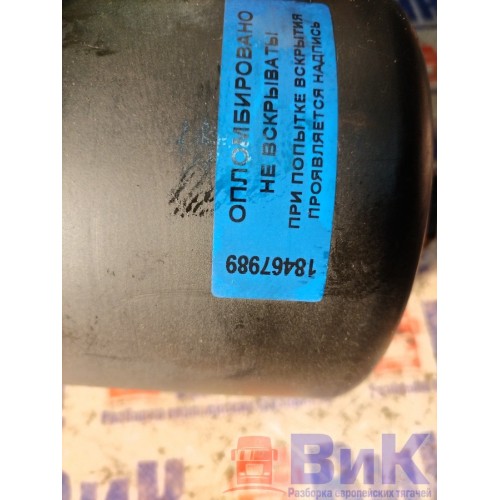 ОПЛОМБИРОВАНО
НЕ ВСКРЫВАТЬ!
ПРИ ПОПЫТКЕ ВСКРЫТИЯ
ПРОЯВЛЯЕТСЯ НАДПИСЬ
18467989
ВиК
Разборка европейских тягачей